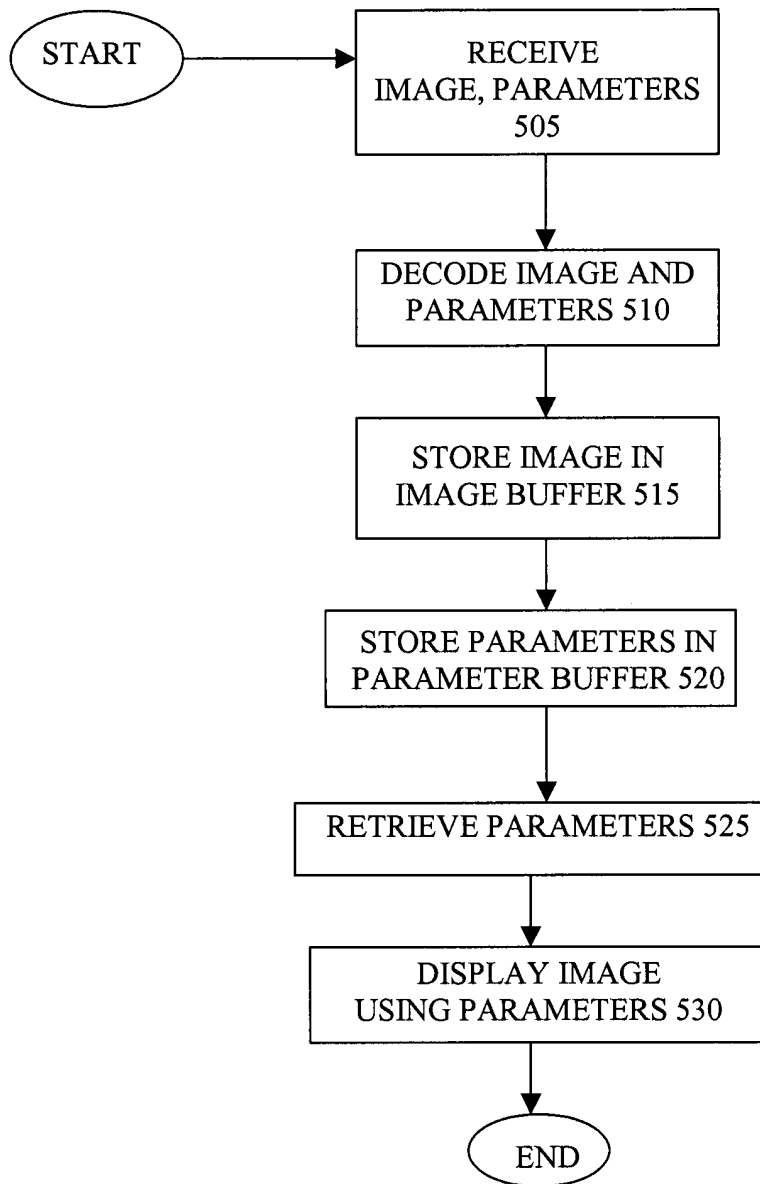 START
RECEIVE
IMAGE, PARAMETERS
505
DECODE IMAGE AND
PARAMETERS 510
STORE IMAGE IN
IMAGE BUFFER 515
STORE PARAMETERS IN
PARAMETER BUFFER 520
RETRIEVE PARAMETERS 525
DISPLAY IMAGE
USING PARAMETERS 530
END